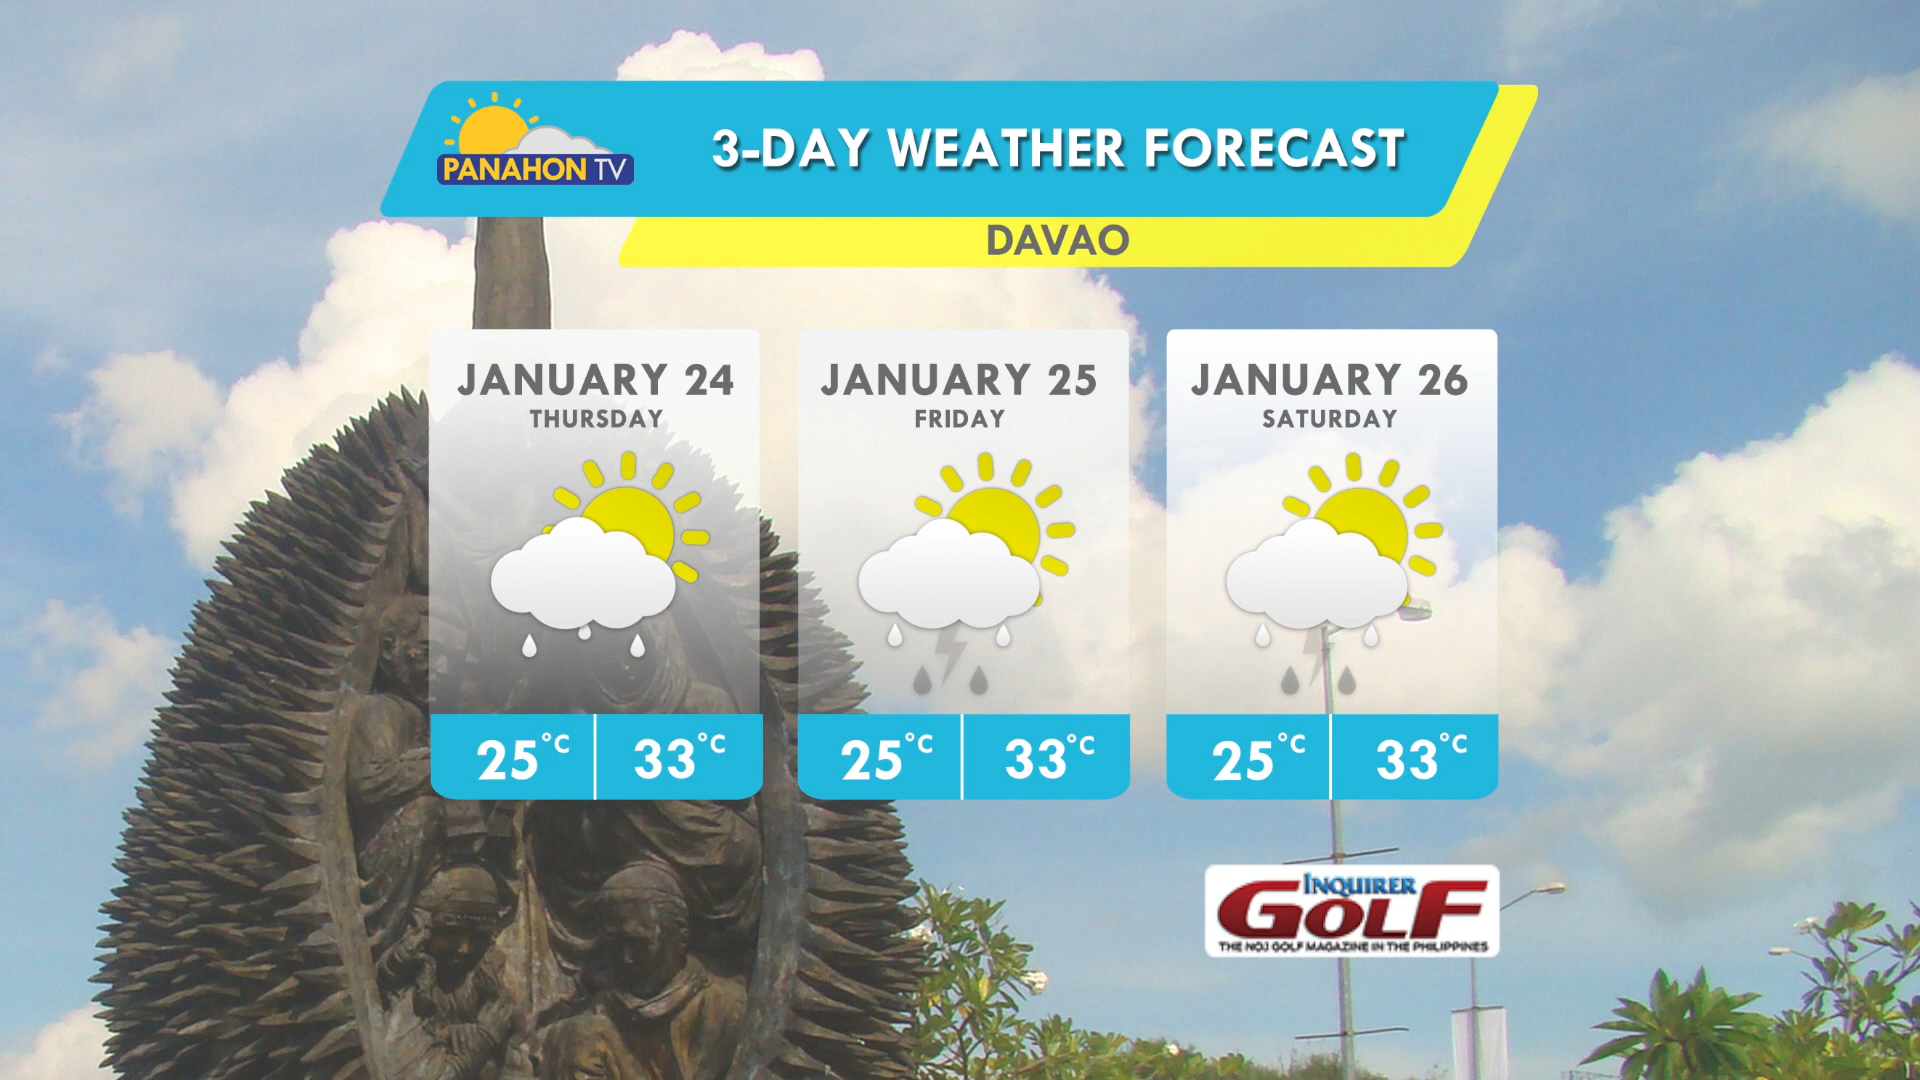 PANAHON TV
3-DAY WEATHER FORECAST
DAVAO
JANUARY 24
THURSDAY
25°C
33°C
JANUARY 25
FRIDAY
25°C
33°C
JANUARY 26
SATURDAY
25°C
33°C
INQUIRER
GOLF
THE NO.1 GOLF MAGAZINE IN THE PHILIPPINES